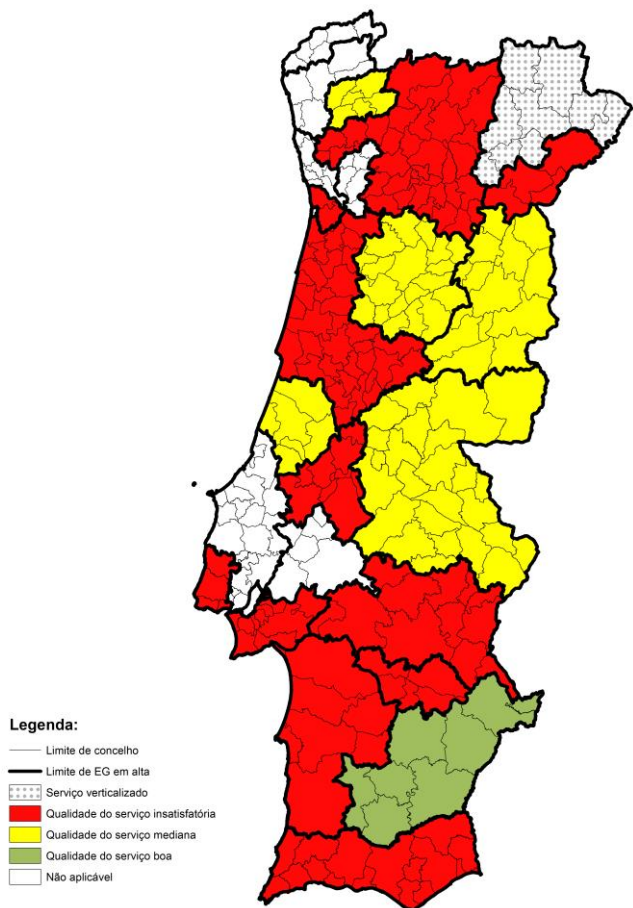 Legenda:
Limite de concelho
Limite de EG em alta
Serviço verticalizado
Qualidade do serviço insatisfatória
Qualidade do serviço mediana
Qualidade do serviço boa
Não aplicável